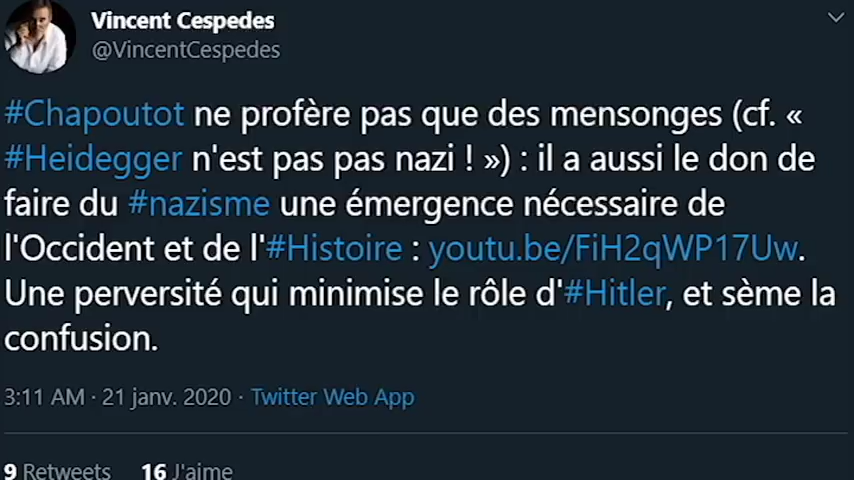 Vincent Cespedes
@VincentCespedes
#Chapoutot ne profère pas que des mensonges (cf. «
#Heidegger n'est pas pas nazi ! ») : il a aussi le don de
faire du #nazisme une émergence nécessaire de
l'Occident et de l'#Histoire : youtu.be/FiH2qWP17Uw.
Une perversité qui minimise le rôle d'#Hitler, et sème la
confusion.
3:11 AM · 21 janv. 2020 · Twitter Web App
9 Retweets 16 J'aime